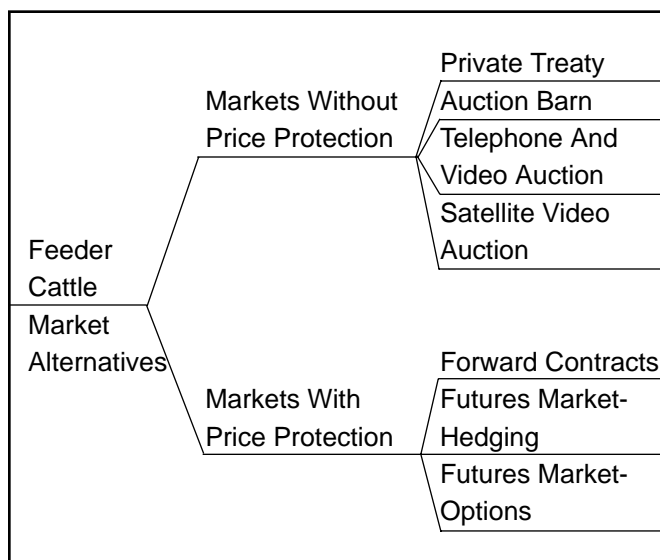 Feeder
Cattle
Market
Alternatives
Markets Without
Price Protection
Private Treaty
Auction Barn
Telephone And
Video Auction
Satellite Video
Auction
Markets With
Price Protection
Forward Contracts
Futures Market-
Hedging
Futures Market-
Options